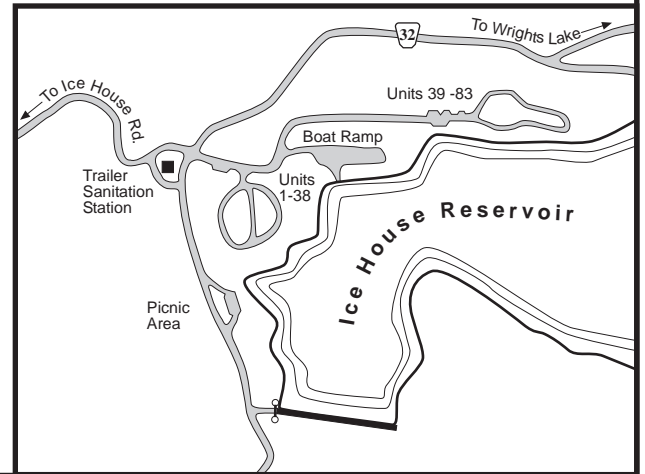 32
To Wrights Lake
To Ice House Rd.
Units 39 -83
Boat Ramp
Trailer
Sanitation
Station
Units
1-38
Ice House Reservoir
Picnic
Area